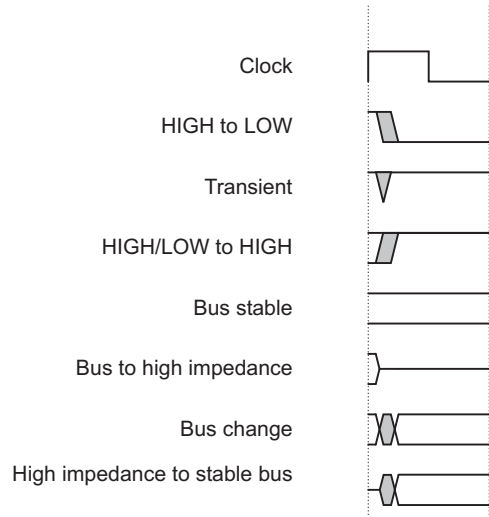 Clock
HIGH to LOW
Transient
HIGH/LOW to HIGH
Bus stable
Bus to high impedance
Bus change
High impedance to stable bus